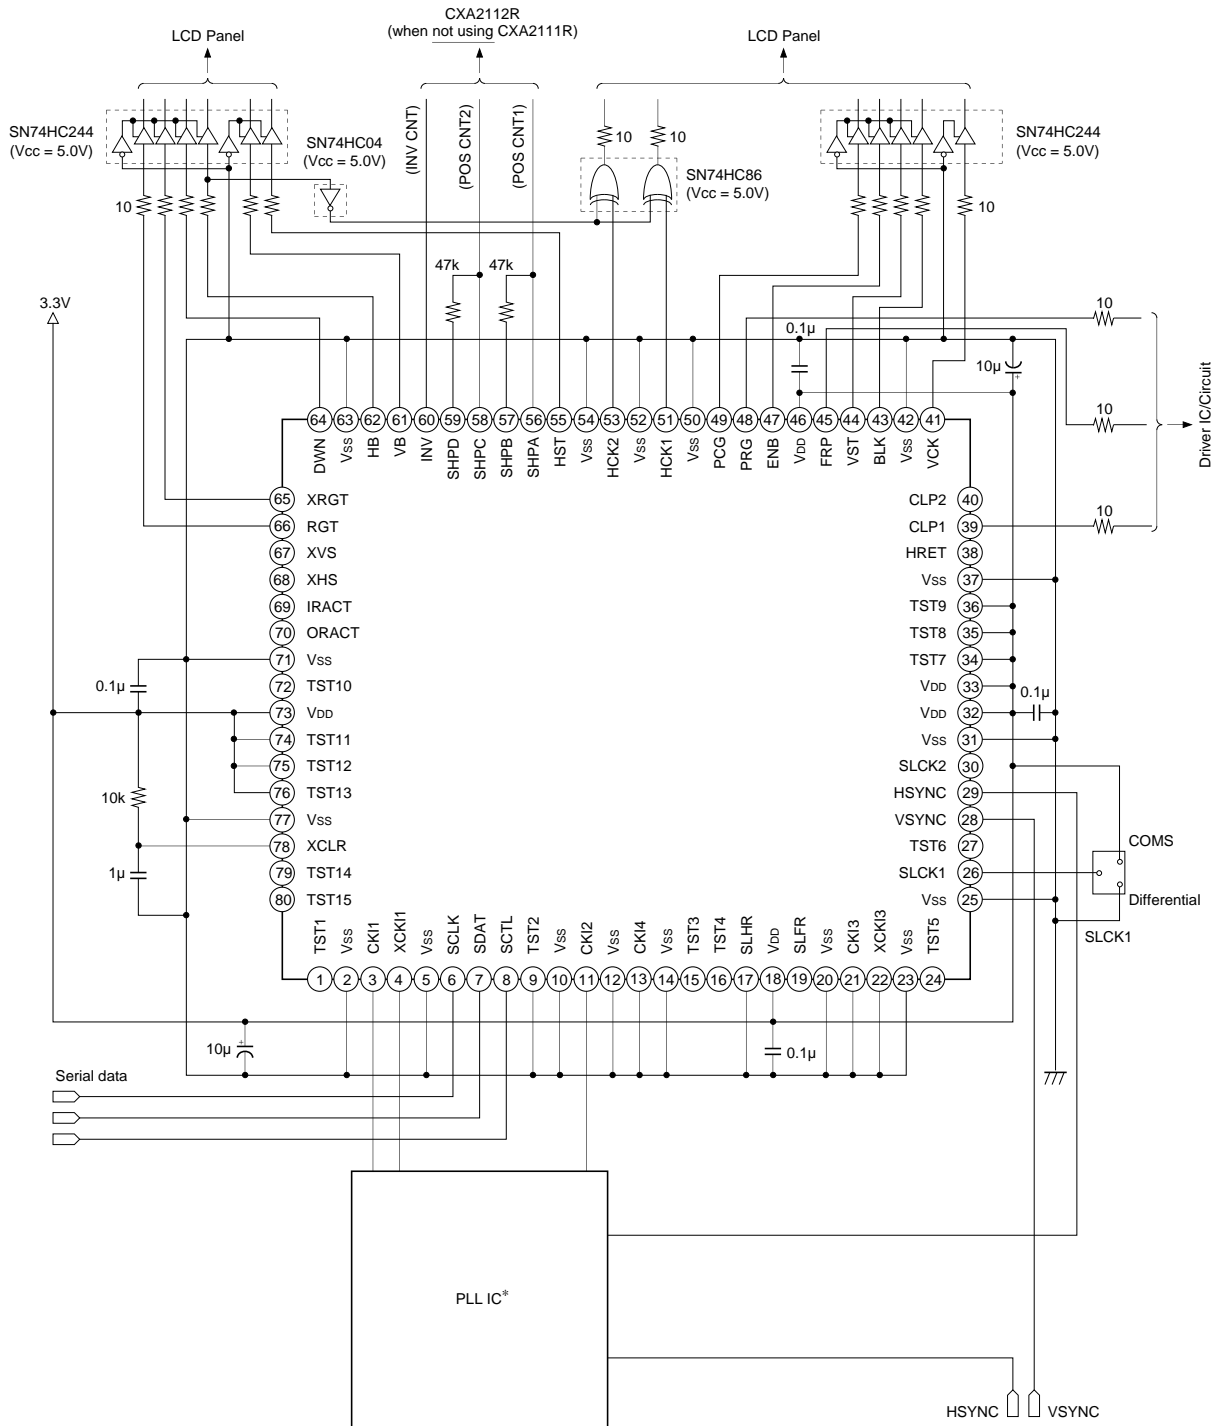 CXA2112R
(when not using CXA2111R)
LCD Panel
LCD Panel
SN74HC244
(Vcc = 5.0V)
SN74HC04
(Vcc = 5.0V)
(INV CNT)
(POS CNT2)
(POS CNT1)
10
10
SN74HC86
(Vcc = 5.0V)
SN74HC244
(Vcc = 5.0V)
10
10
10
47k
47k
3.3V
0.1µ
10µ
10
10
10
Driver IC/Circuit
64 63 62 61 60 59 58 57 56 55 54 53 52 51 50 49 48 47 46 45 44 43 42 41
DWN VSS HB VB INV SHPD SHPC SHPB SHPA HST VSS HCK2 VSS HCK1 VSS PCG PRG ENB VDD FRP VST BLK VSS VCK
65 XRGT
66 RGT
67 XVS
68 XHS
69 IRACT
70 ORACT
71 VSS
72 TST10
73 VDD
74 TST11
75 TST12
76 TST13
77 VSS
78 XCLR
79 TST14
80 TST15
0.1µ
10k
1µ
CLP2 40
CLP1 39
HRET 38
VSS 37
TST9 36
TST8 35
TST7 34
VDD 33
VDD 32
VSS 31
SLCK2 30
HSYNC 29
VSYNC 28
TST6 27
SLCK1 26
VSS 25
0.1µ
COMS
Differential
SLCK1
TST1 VSS CKI1 XCKI1 VSS SCLK SDAT SCTL TST2 VSS CKI2 VSS CKI4 VSS TST3 TST4 SLHR VDD SLFR VSS CKI3 XCKI3 VSS TST5
1 2 3 4 5 6 7 8 9 10 11 12 13 14 15 16 17 18 19 20 21 22 23 24
10µ
0.1µ
Serial data
PLL IC*
HSYNC
VSYNC